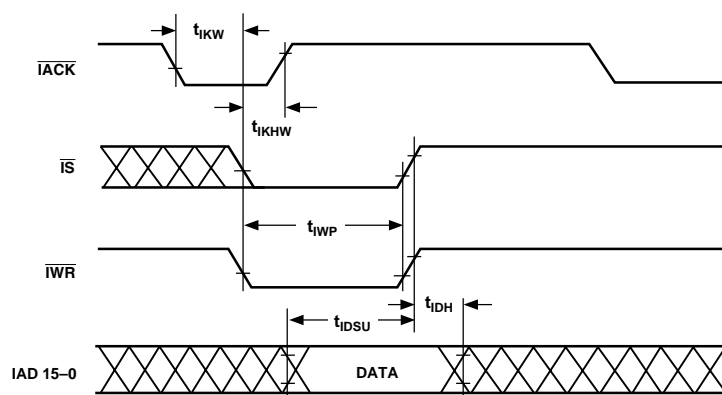 tIKW
IACK
tIKHW
IS
tIWP
IWR
tIDH
tIDSU
IAD 15–0
DATA